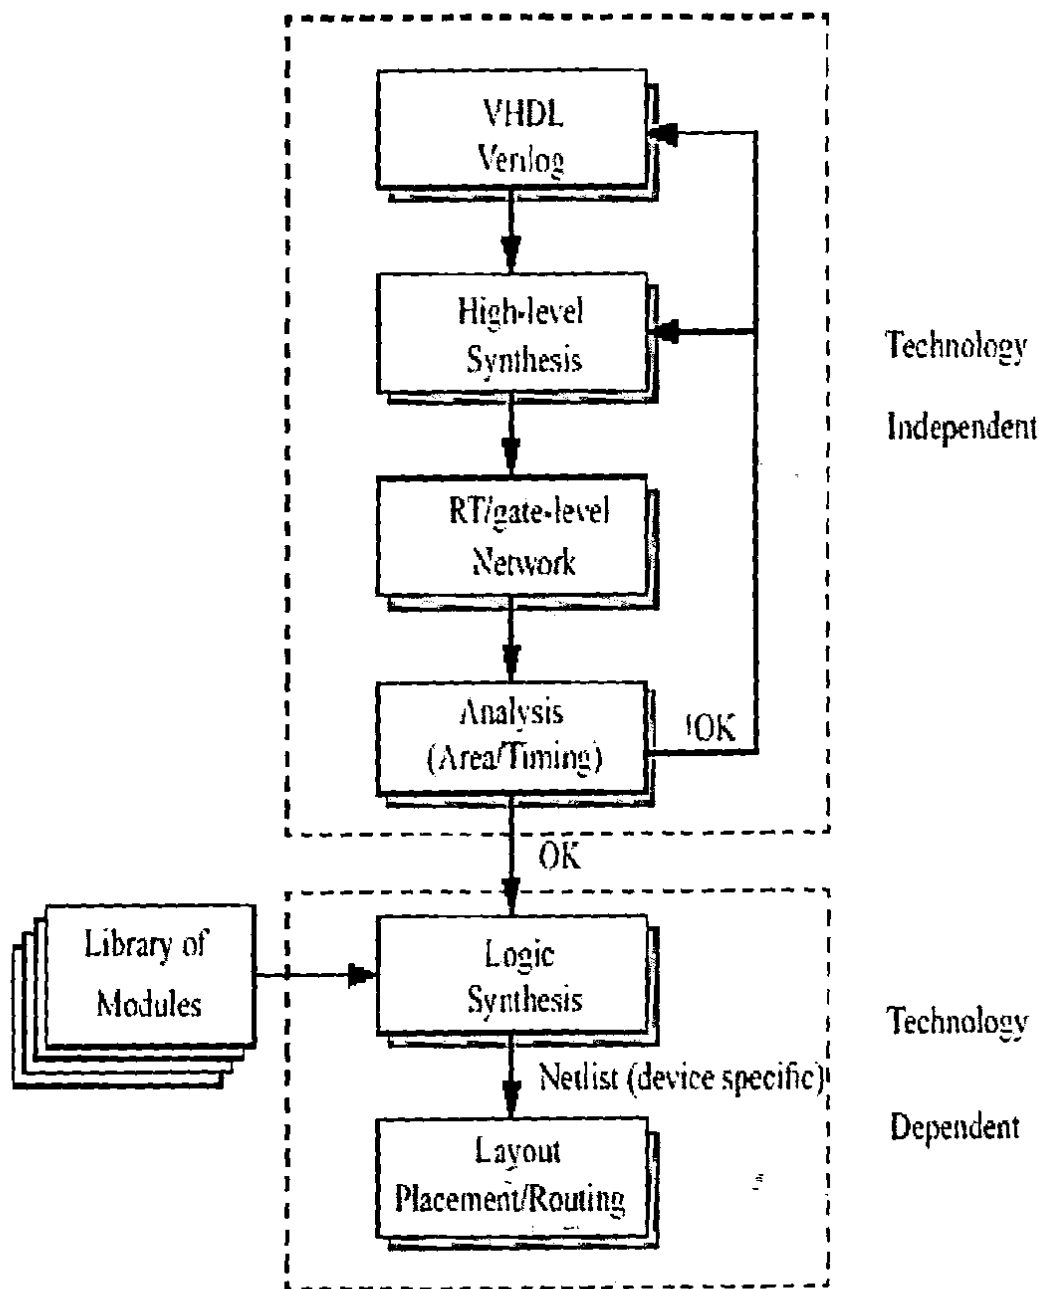 VHDL
Verilog
High-level
Synthesis
Technology
Independent
RT/gate-level
Network
Analysis
(Area/Timing)
!OK
OK
Library of
Modules
Logic
Synthesis
Technology
Netlist (device specific)
Dependent
Layout
Placement/Routing